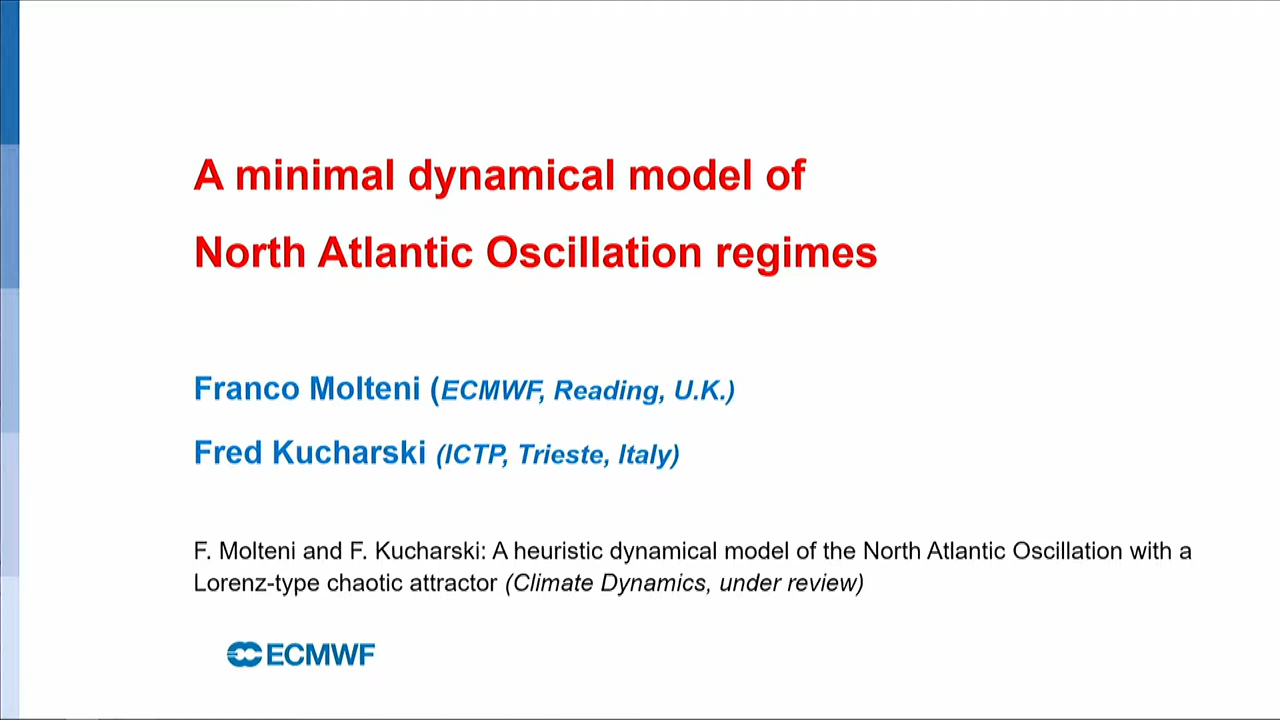 A minimal dynamical model of
North Atlantic Oscillation regimes
Franco Molteni (ECMWF, Reading, U.K.)
Fred Kucharski (ICTP, Trieste, Italy)
F. Molteni and F. Kucharski: A heuristic dynamical model of the North Atlantic Oscillation with a
Lorenz-type chaotic attractor (Climate Dynamics, under review)
ECMWF